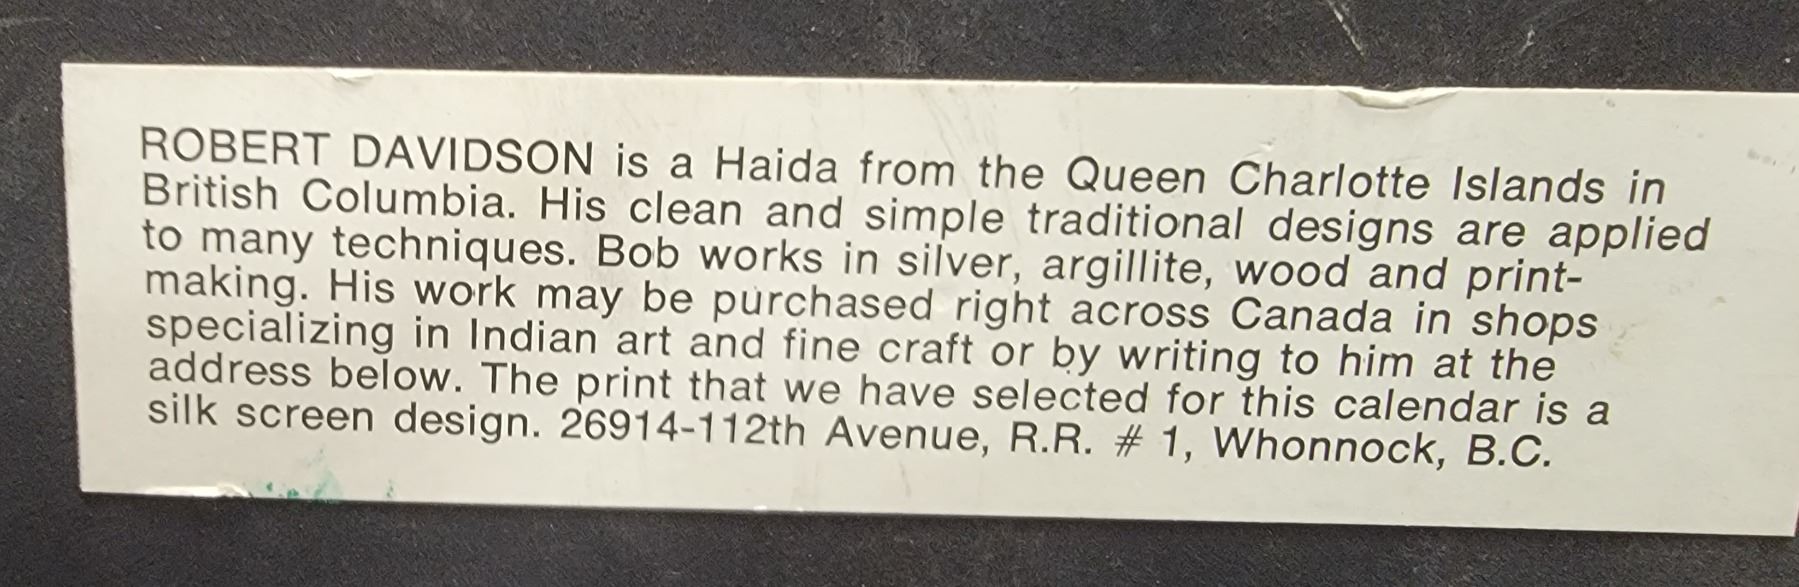 ROBERT DAVIDSON is a Haida from the Queen Charlotte Islands in
British Columbia. His clean and simple traditional designs are applied
to many techniques. Bob works in silver, argillite, wood and print-
making. His work may be purchased right across Canada in shops
specializing in Indian art and fine craft or by writing to him at the
address below. The print that we have selected for this calendar is a
silk screen design. 26914-112th Avenue, R.R. # 1, Whonnock, B.C.